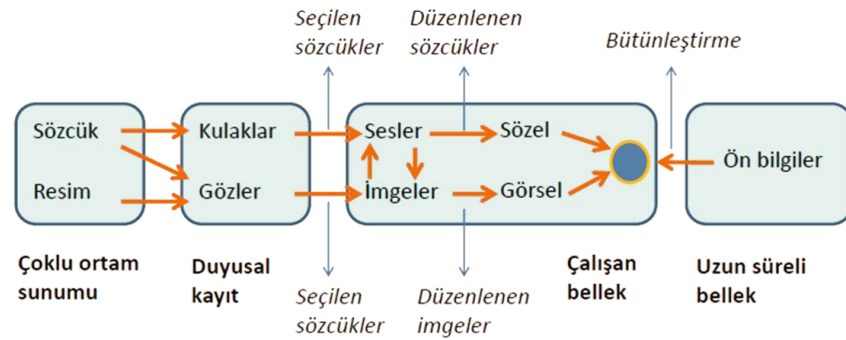 Seçilen
sözcükler
Düzenlenen
sözcükler
Bütünleştirme
Sözcük
Resim
Kulaklar
Gözler
Sesler
İmgeler
Sözel
Görsel
Ön bilgiler
Çoklu ortam
sunumu
Duyusal
kayıt
Seçilen
sözcükler
Düzenlenen
imgeler
Çalışan
bellek
Uzun süreli
bellek